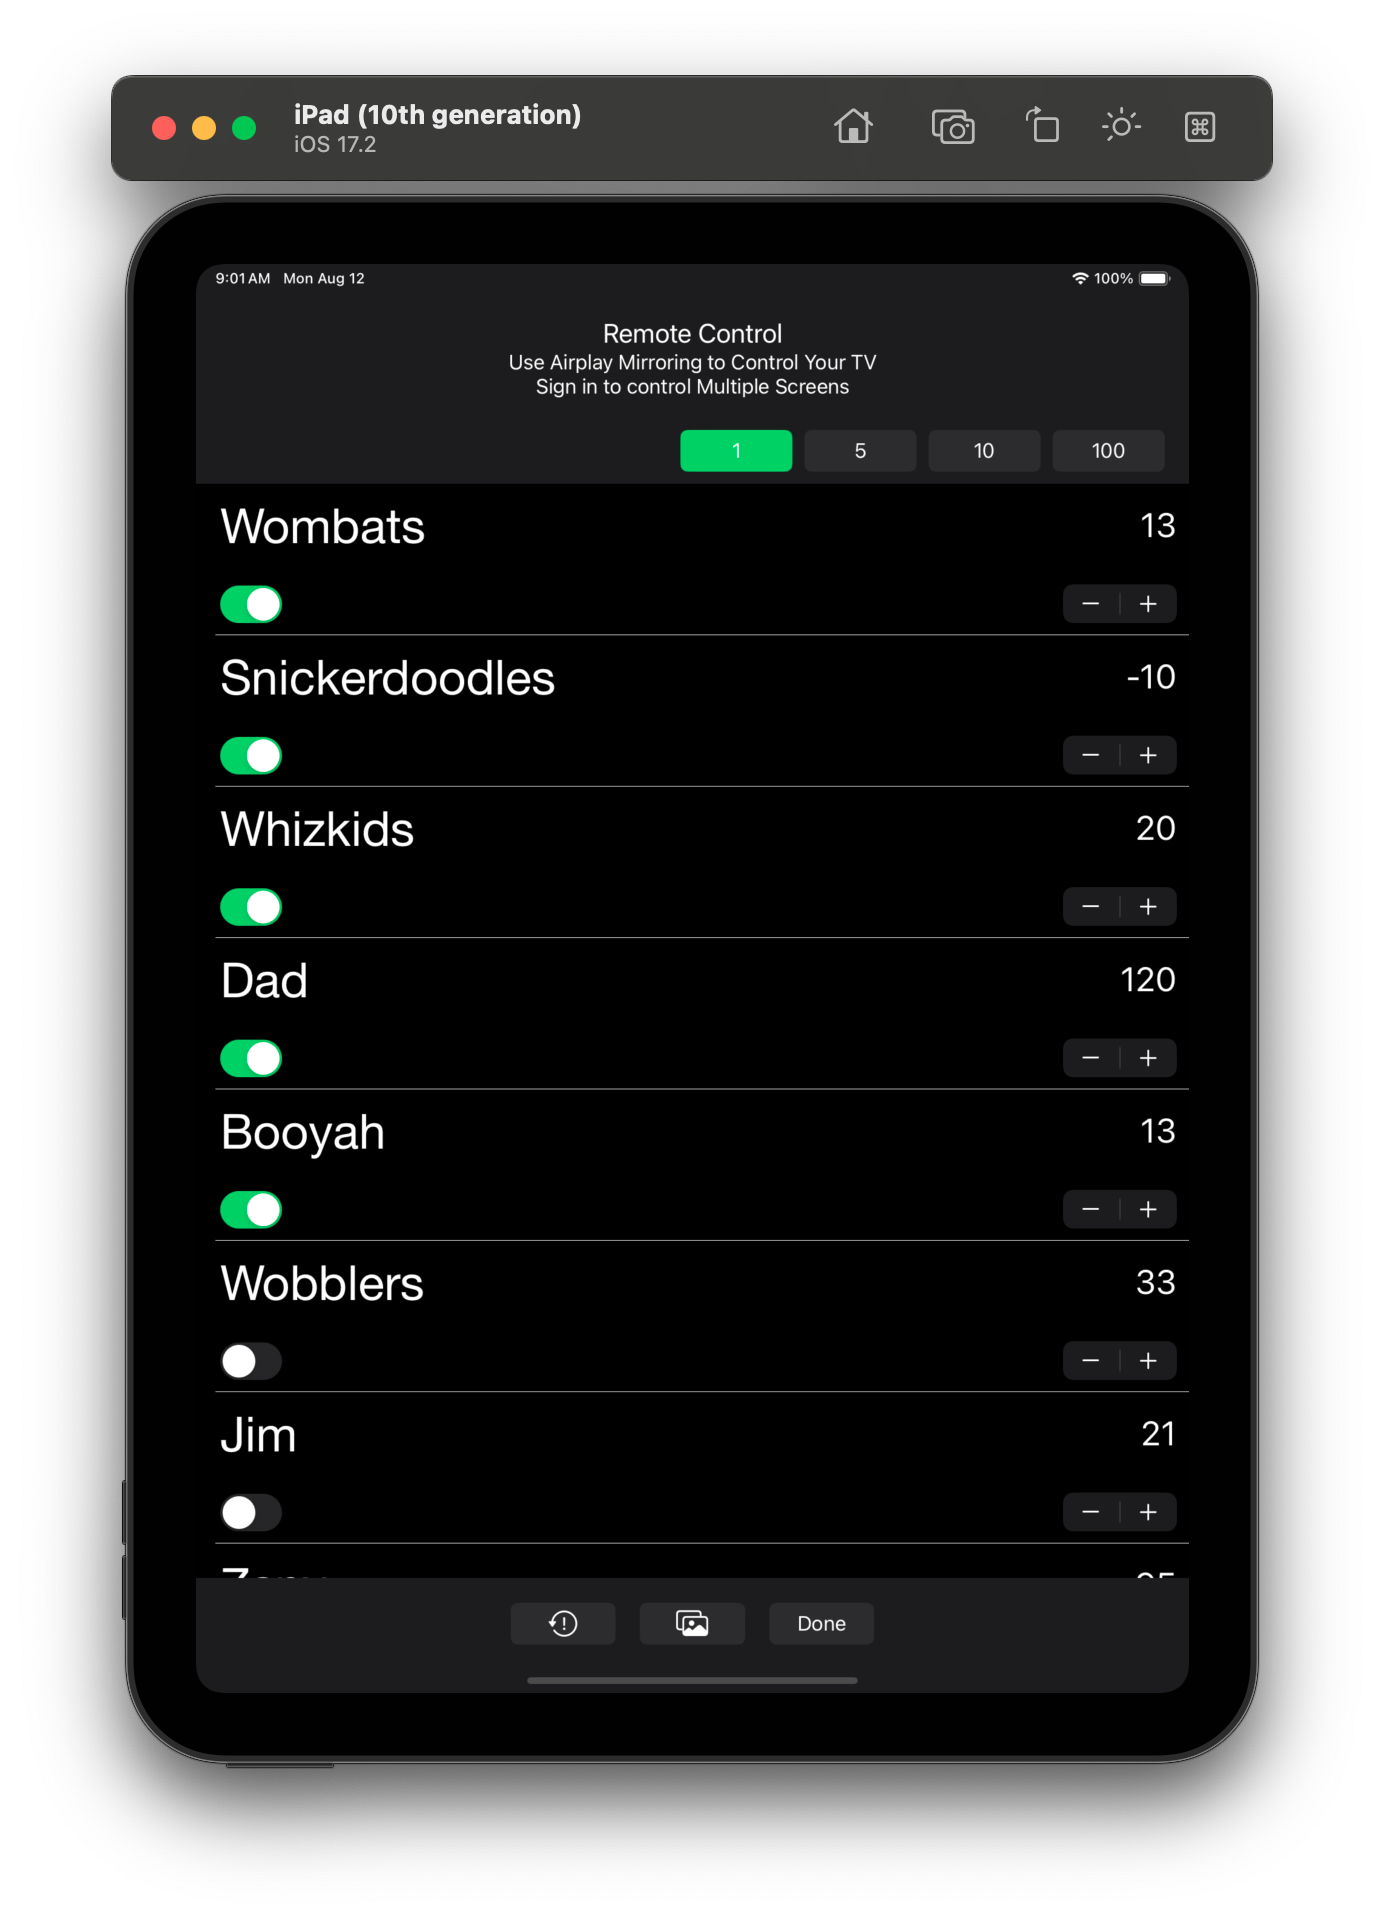 iPad (10th generation)
iOS 17.2
9:01 AM Mon Aug 12
100%
Remote Control
Use Airplay Mirroring to Control Your TV
Sign in to control Multiple Screens
1 5 10 100
Wombats 13
− +
Snickerdoodles -10
− +
Whizkids 20
− +
Dad 120
− +
Booyah 13
− +
Wobblers 33
− +
Jim 21
− +
Done